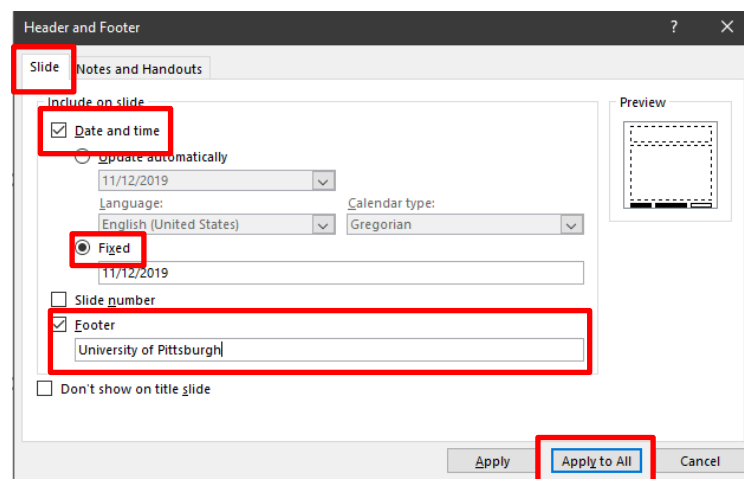 Header and Footer ? ×
Slide Notes and Handouts
Include on slide Preview
Date and time
Update automatically
11/12/2019
Language: Calendar type:
English (United States) Gregorian
Fixed
11/12/2019
Slide number
Footer
University of Pittsburgh
Don't show on title slide
Apply Apply to All Cancel